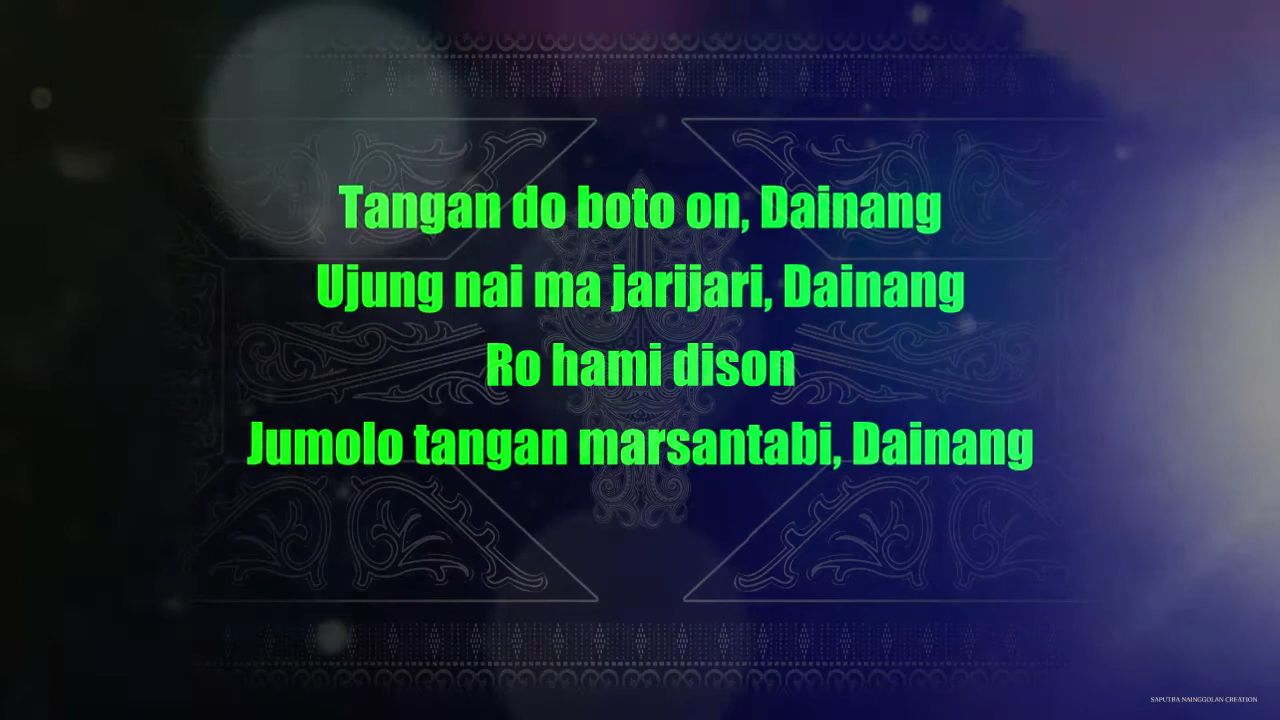 Tangan do boto on, Dainang
Ujung nai ma jarijari, Dainang
Ro hami dison
Jumolo tangan marsantabi, Dainang
SAPUTRA NAINGGOLAN CREATION